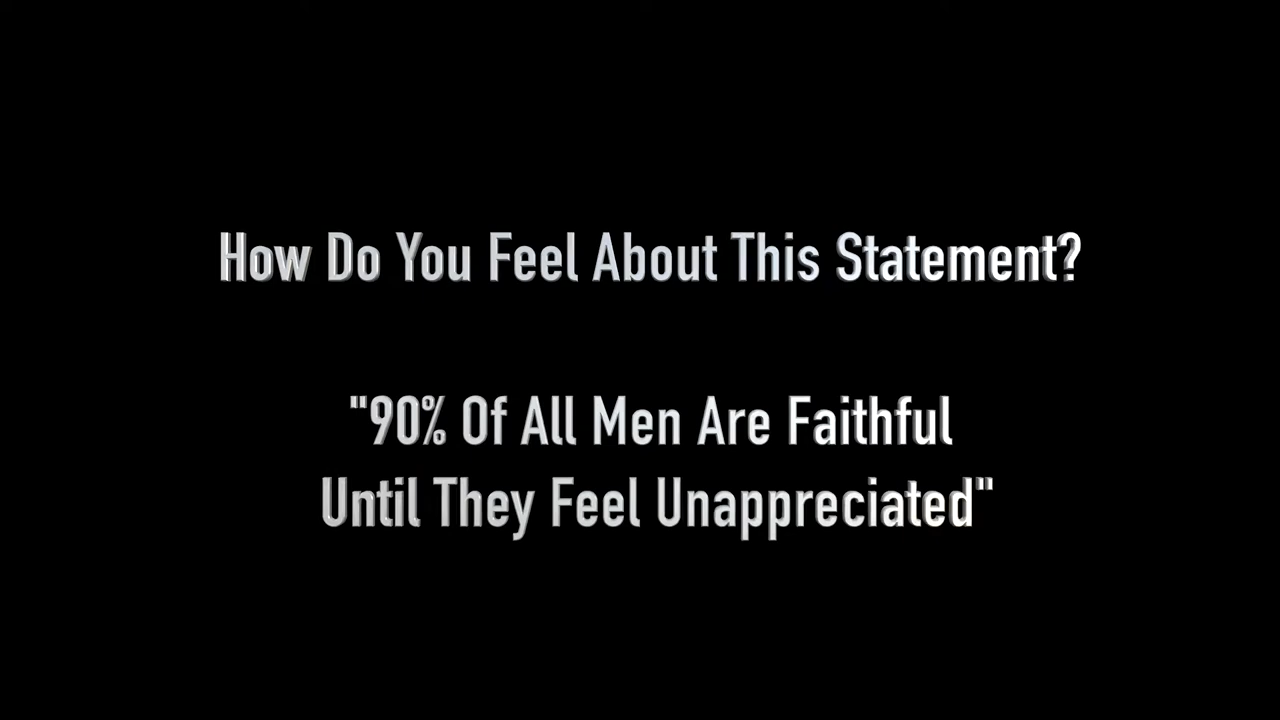 How Do You Feel About This Statement?
"90% Of All Men Are Faithful
Until They Feel Unappreciated"